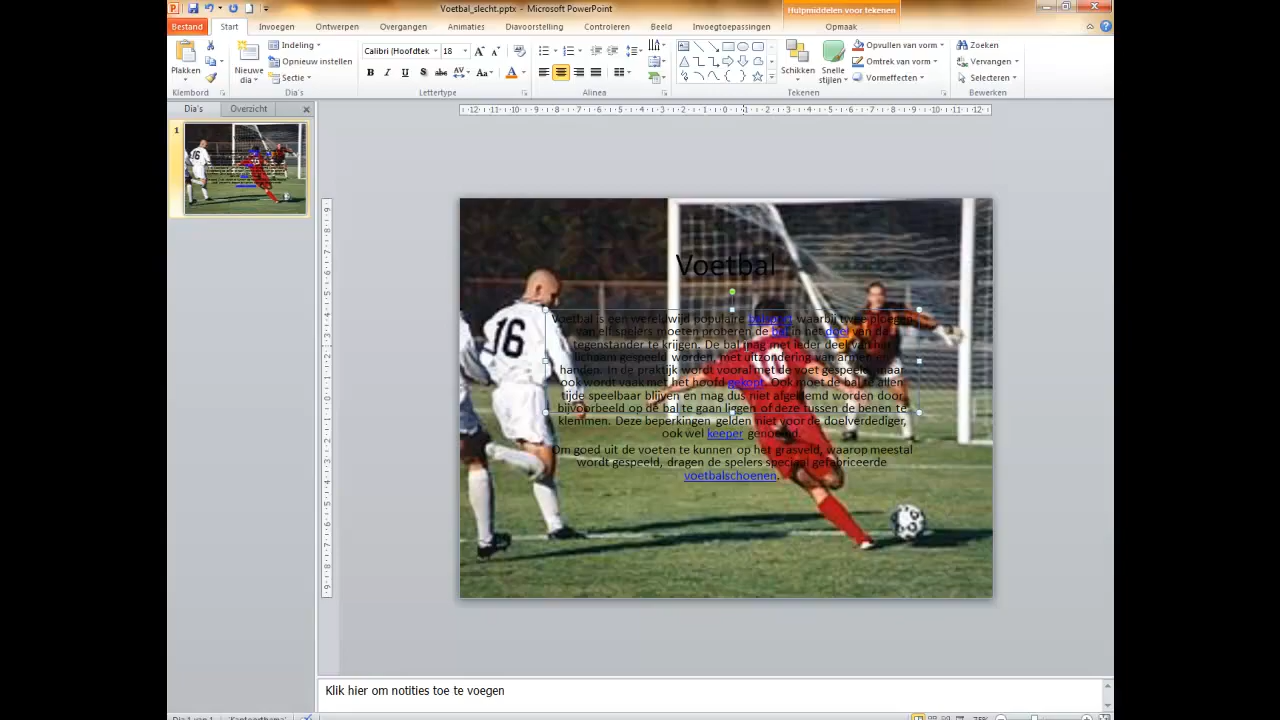 Voetbal_slecht.pptx - Microsoft PowerPoint
Hulpmiddelen voor tekenen
Bestand Start Invoegen Ontwerpen Overgangen Animaties Diavoorstelling Controleren Beeld Invoegtoepassingen Opmaak
Plakken
Klembord
Nieuwe dia
Indeling
Opnieuw instellen
Sectie
Dia's
Calibri (Hoofdtek 18
Lettertype
Alinea
Schikken
Snelle stijlen
Opvullen van vorm
Omtrek van vorm
Vormeffecten
Tekenen
Zoeken
Vervangen
Selecteren
Bewerken
Dia's Overzicht
1
16
Voetbal
Voetbal is een wereldwijd populaire balsport waarbij twee ploegen
van elf spelers moeten proberen de bal in het doel van de
tegenstander te krijgen. De bal mag met ieder deel van het
lichaam gespeeld worden, met uitzondering van armen en
handen. In de praktijk wordt vooral met de voet gespeeld, maar
ook wordt vaak met het hoofd gekopt. Ook moet de bal te allen
tijde speelbaar blijven en mag dus niet afgeklemd worden door
bijvoorbeeld op de bal te gaan liggen of deze tussen de benen te
klemmen. Deze beperkingen gelden niet voor de doelverdediger,
ook wel keeper genoemd.
Om goed uit de voeten te kunnen op het grasveld, waarop meestal
wordt gespeeld, dragen de spelers speciaal gefabriceerde
voetbalschoenen.
Klik hier om notities toe te voegen
Dia 1 van 1 'Kantoorthema' 75%